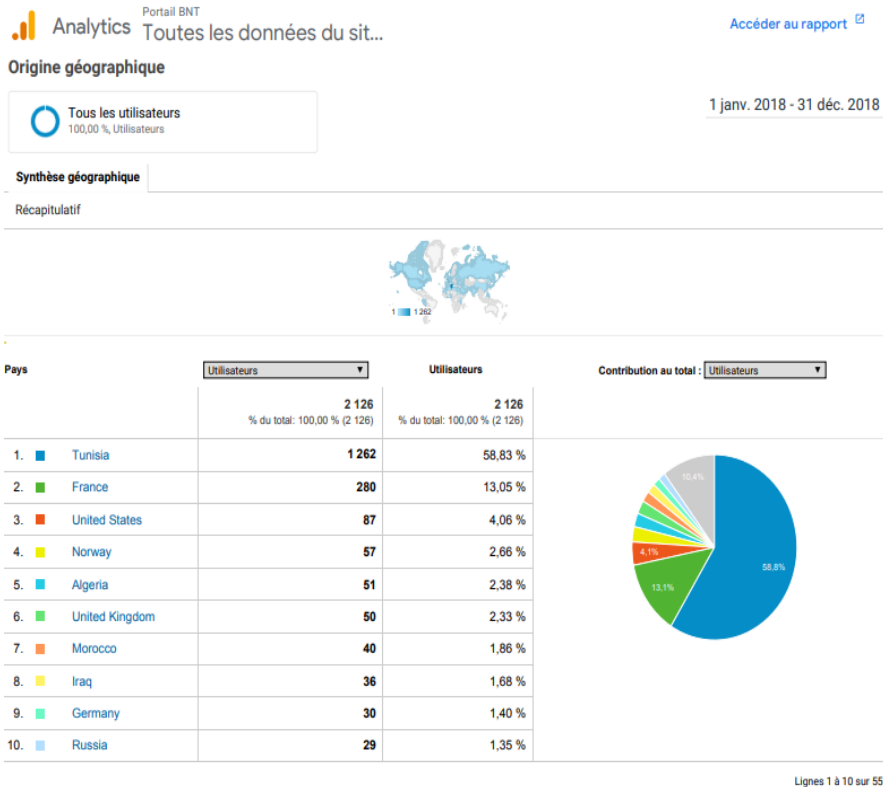 Analytics
Portail BNT
Toutes les données du sit...
Accéder au rapport
Origine géographique
Tous les utilisateurs
100,00 %, Utilisateurs
1 janv. 2018 - 31 déc. 2018
Synthèse géographique
Récapitulatif
1 1 262
Pays Utilisateurs Utilisateurs Contribution au total : Utilisateurs
2 126 2 126
% du total: 100,00 % (2 126) % du total: 100,00 % (2 126)
1. Tunisia 1 262 58,83 %
2. France 280 13,05 %
3. United States 87 4,06 %
4. Norway 57 2,66 %
5. Algeria 51 2,38 %
6. United Kingdom 50 2,33 %
7. Morocco 40 1,86 %
8. Iraq 36 1,68 %
9. Germany 30 1,40 %
10. Russia 29 1,35 %
10,4%
4,1%
58,8%
13,1%
Lignes 1 à 10 sur 55